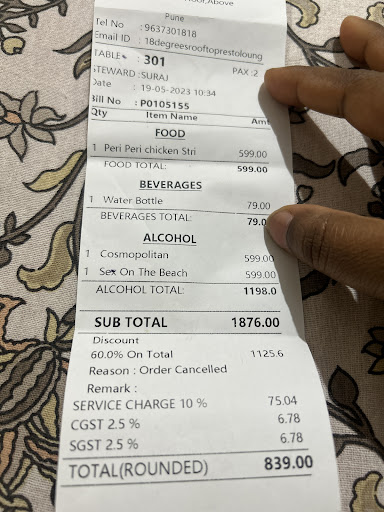 Above
Pune
Tel No : 9637301818
Email ID : 18degreesrooftoprestoloung
TABLE : 301
PAX :2
STEWARD :SURAJ
Date : 19-05-2023 10:34
Bill No : P0105155
Qty Item Name Am
FOOD
1 Peri Peri chicken Stri 599.00
FOOD TOTAL: 599.00
BEVERAGES
1 Water Bottle 79.00
BEVERAGES TOTAL: 79.0
ALCOHOL
1 Cosmopolitan 599.00
1 Sex On The Beach 599.00
ALCOHOL TOTAL: 1198.0
SUB TOTAL 1876.00
Discount
60.0% On Total 1125.6
Reason : Order Cancelled
Remark :
SERVICE CHARGE 10 % 75.04
CGST 2.5 % 6.78
SGST 2.5 % 6.78
TOTAL(ROUNDED) 839.00